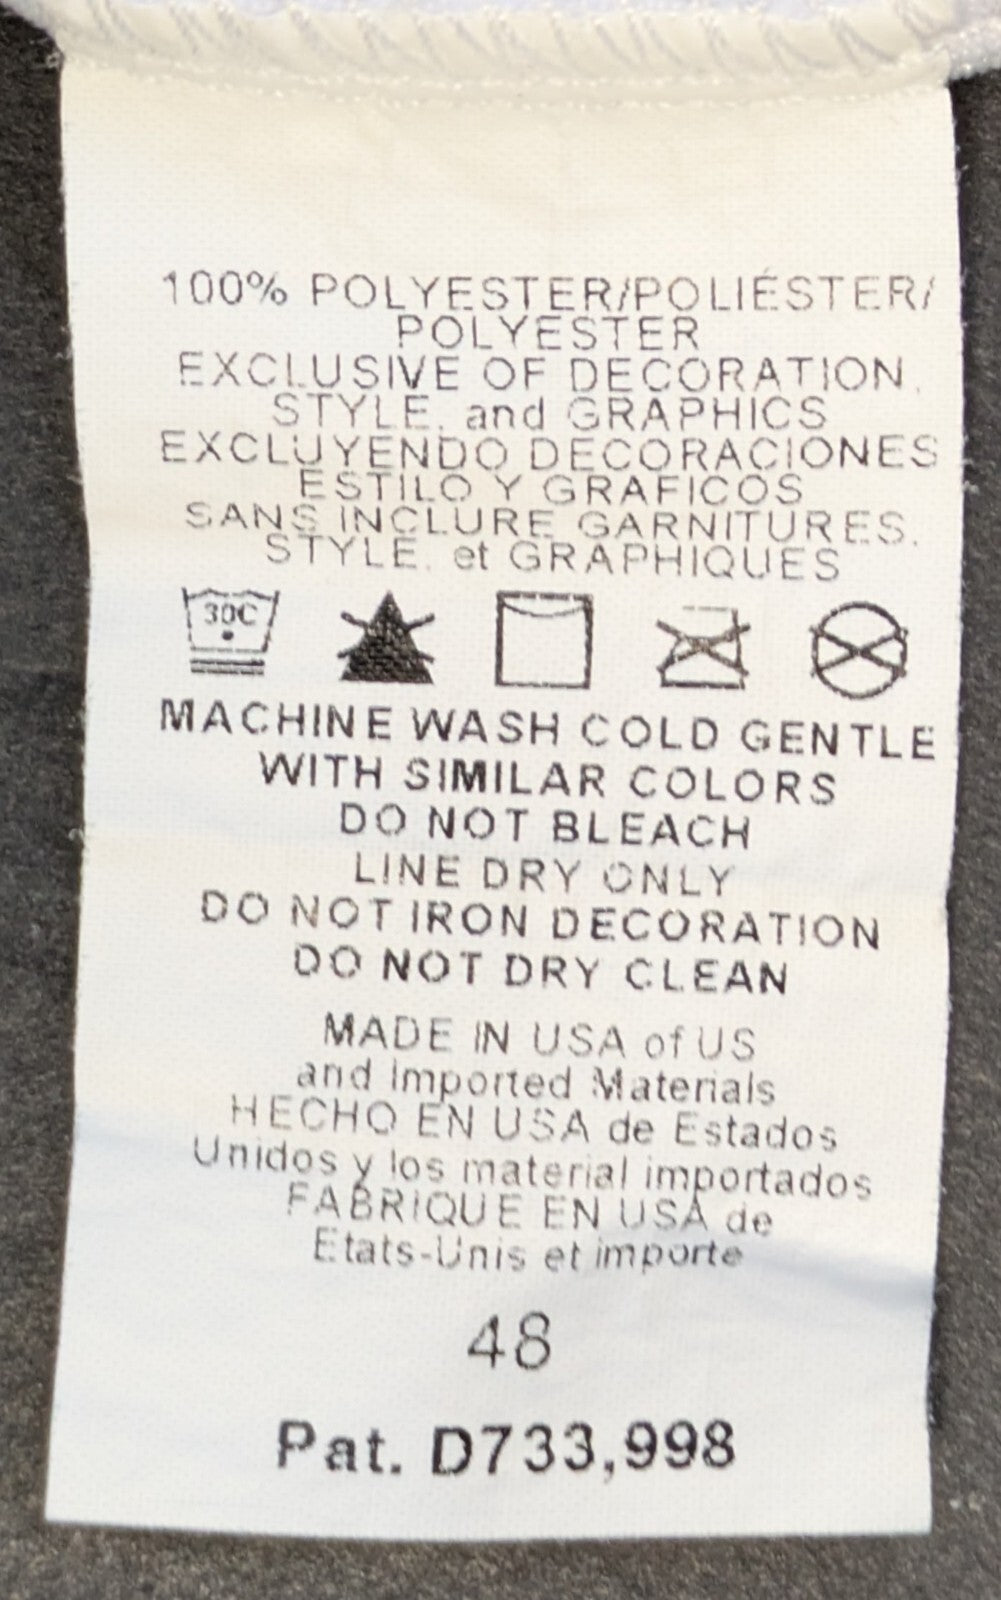 100% POLYESTER/POLIÉSTER/
POLYESTER
EXCLUSIVE OF DECORATION,
STYLE, and GRAPHICS
EXCLUYENDO DECORACIONES
ESTILO Y GRAFICOS
SANS INCLURE GARNITURES,
STYLE, et GRAPHIQUES
30C
MACHINE WASH COLD GENTLE
WITH SIMILAR COLORS
DO NOT BLEACH
LINE DRY ONLY
DO NOT IRON DECORATION
DO NOT DRY CLEAN
MADE IN USA of US
and Imported Materials
HECHO EN USA de Estados
Unidos y los material importados
FABRIQUE EN USA de
Etats-Unis et importe
48
Pat. D733,998